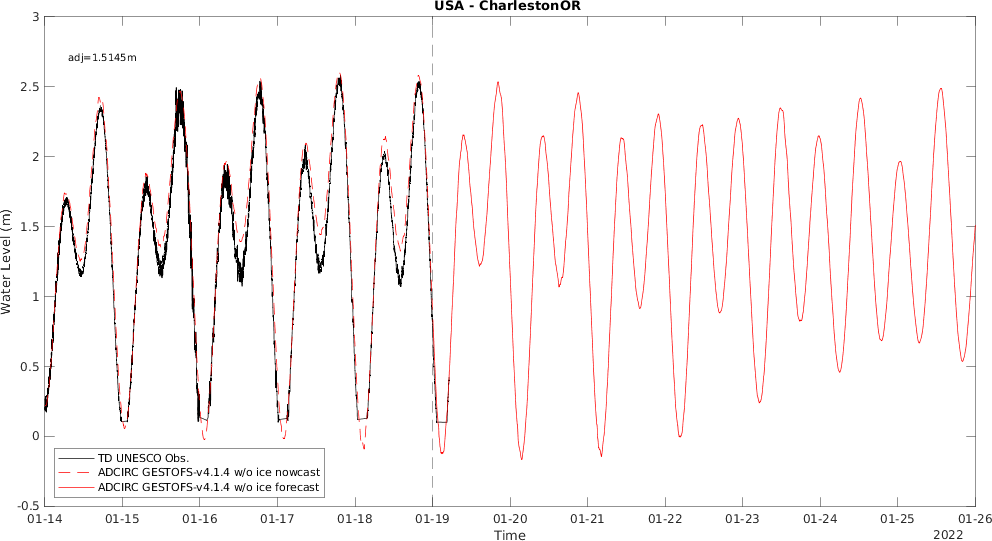 USA - CharlestonOR
adj=1.5145m
3
2.5
2
1.5
1
0.5
0
-0.5
Water Level (m)
TD UNESCO Obs.
ADCIRC GESTOFS-v4.1.4 w/o ice nowcast
ADCIRC GESTOFS-v4.1.4 w/o ice forecast
01-14 01-15 01-16 01-17 01-18 01-19 01-20 01-21 01-22 01-23 01-24 01-25 01-26
Time
2022